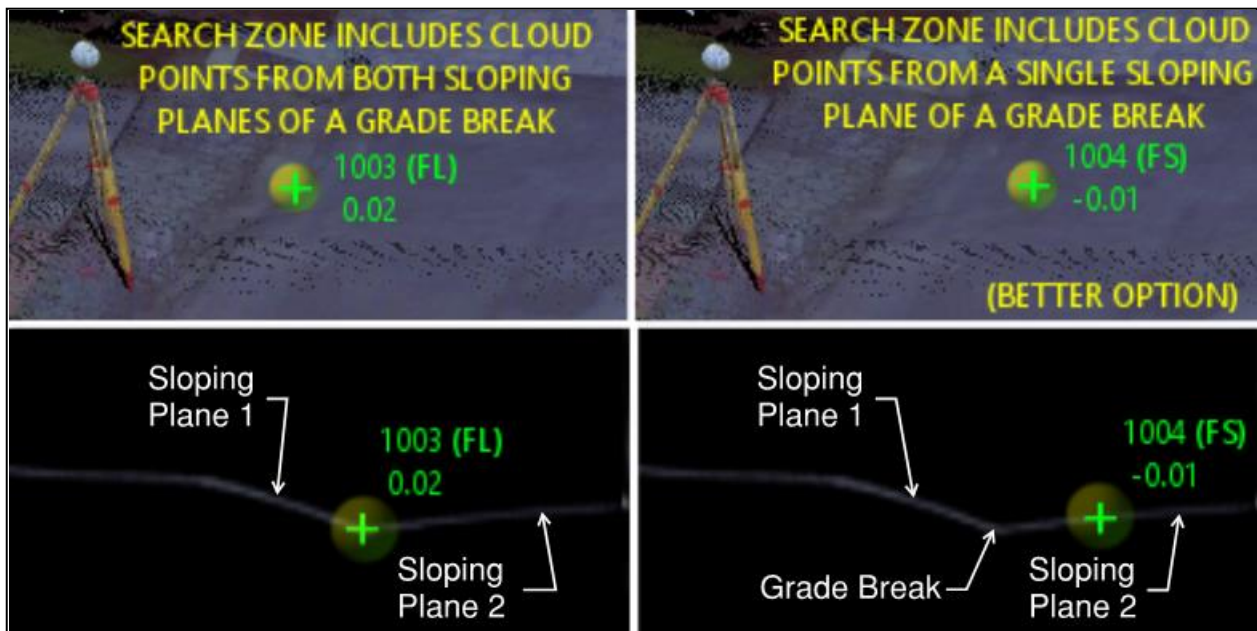 SEARCH ZONE INCLUDES CLOUD
POINTS FROM BOTH SLOPING
PLANES OF A GRADE BREAK
1003 (FL)
0.02
SEARCH ZONE INCLUDES CLOUD
POINTS FROM A SINGLE SLOPING
PLANE OF A GRADE BREAK
1004 (FS)
-0.01
(BETTER OPTION)
Sloping
Plane 1
1003 (FL)
0.02
Sloping
Plane 2
Sloping
Plane 1
1004 (FS)
-0.01
Grade Break
Sloping
Plane 2